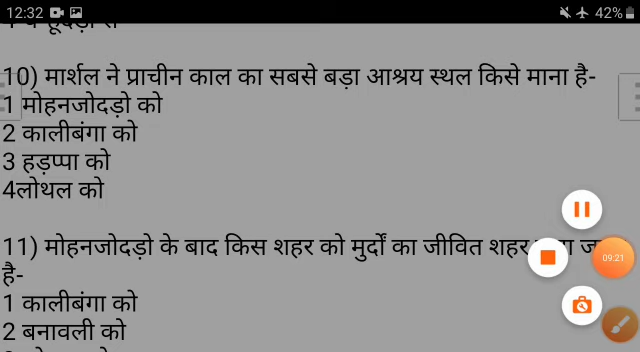 12:32
42%
10) मार्शल ने प्राचीन काल का सबसे बड़ा आश्रय स्थल किसे माना है-
1 मोहनजोदड़ो को
2 कालीबंगा को
3 हड़प्पा को
4लोथल को
11) मोहनजोदड़ो के बाद किस शहर को मुर्दों का जीवित शहर
है-
1 कालीबंगा को
2 बनावली को
09:21